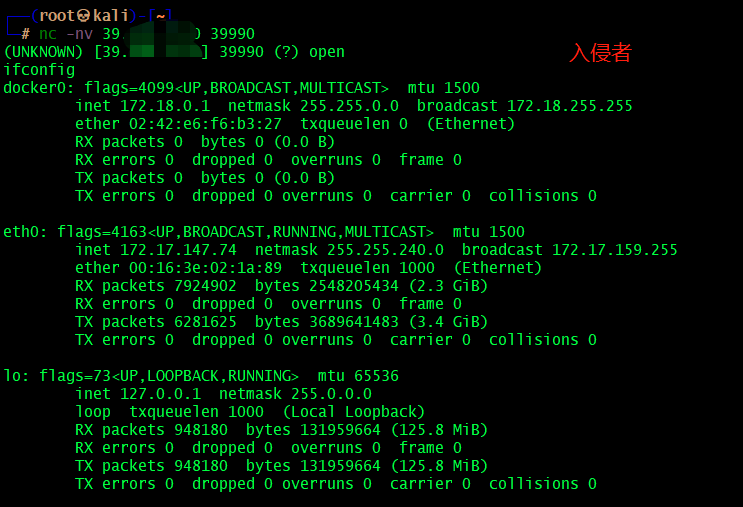 ┌──(root㉿kali)-[~]
└─# nc -nv 39. 0 39990
(UNKNOWN) [39. ] 39990 (?) open
入侵者
ifconfig
docker0: flags=4099<UP,BROADCAST,MULTICAST>  mtu 1500
        inet 172.18.0.1  netmask 255.255.0.0  broadcast 172.18.255.255
        ether 02:42:e6:f6:b3:27  txqueuelen 0  (Ethernet)
        RX packets 0  bytes 0 (0.0 B)
        RX errors 0  dropped 0  overruns 0  frame 0
        TX packets 0  bytes 0 (0.0 B)
        TX errors 0  dropped 0 overruns 0  carrier 0  collisions 0
eth0: flags=4163<UP,BROADCAST,RUNNING,MULTICAST>  mtu 1500
        inet 172.17.147.74  netmask 255.255.240.0  broadcast 172.17.159.255
        ether 00:16:3e:02:1a:89  txqueuelen 1000  (Ethernet)
        RX packets 7924902  bytes 2548205434 (2.3 GiB)
        RX errors 0  dropped 0  overruns 0  frame 0
        TX packets 6281625  bytes 3689641483 (3.4 GiB)
        TX errors 0  dropped 0 overruns 0  carrier 0  collisions 0
lo: flags=73<UP,LOOPBACK,RUNNING>  mtu 65536
        inet 127.0.0.1  netmask 255.0.0.0
        loop  txqueuelen 1000  (Local Loopback)
        RX packets 948180  bytes 131959664 (125.8 MiB)
        RX errors 0  dropped 0  overruns 0  frame 0
        TX packets 948180  bytes 131959664 (125.8 MiB)
        TX errors 0  dropped 0 overruns 0  carrier 0  collisions 0